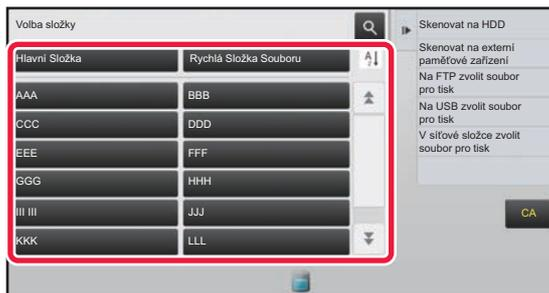 Volba složky
Hlavní Složka
Rychlá Složka Souboru
AAA
BBB
CCC
DDD
EEE
FFF
GGG
HHH
III III
JJJ
KKK
LLL
Skenovat na HDD
Skenovat na externí
paměťové zařízení
Na FTP zvolit soubor
pro tisk
Na USB zvolit soubor
pro tisk
V síťové složce zvolit
soubor pro tisk
CA